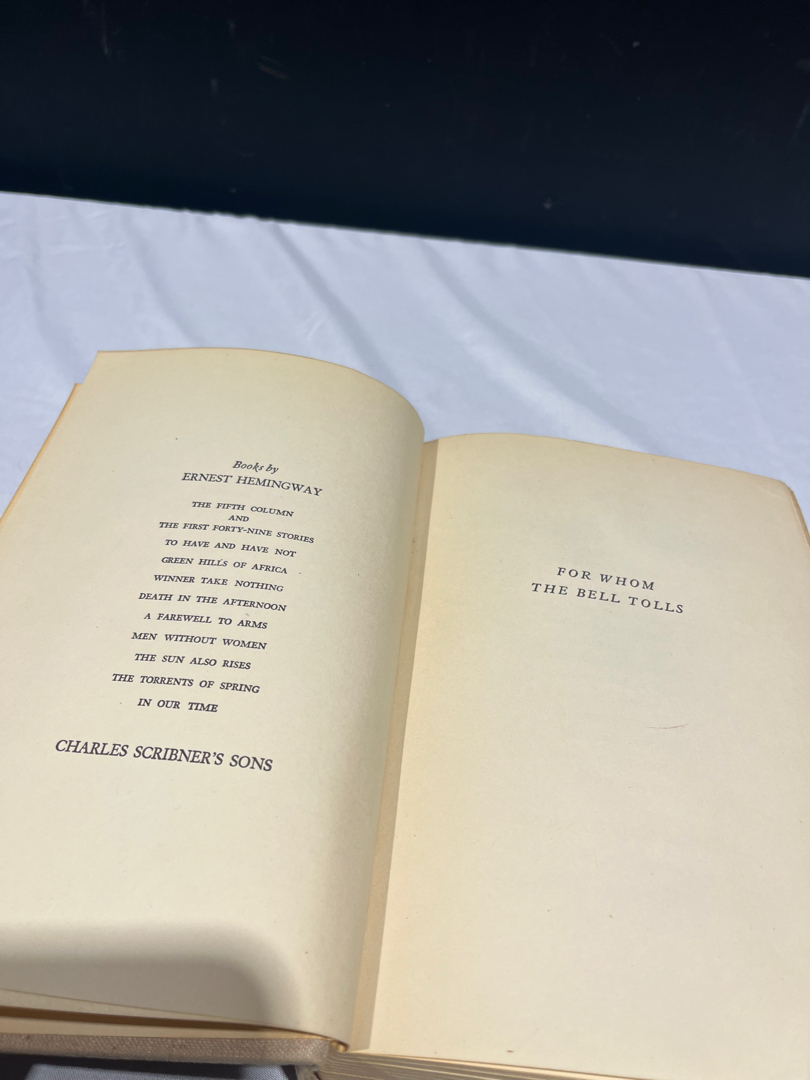 Books by
ERNEST HEMINGWAY
THE FIFTH COLUMN
AND
THE FIRST FORTY-NINE STORIES
TO HAVE AND HAVE NOT
GREEN HILLS OF AFRICA
WINNER TAKE NOTHING
DEATH IN THE AFTERNOON
A FAREWELL TO ARMS
MEN WITHOUT WOMEN
THE SUN ALSO RISES
THE TORRENTS OF SPRING
IN OUR TIME
CHARLES SCRIBNER'S SONS
FOR WHOM
THE BELL TOLLS